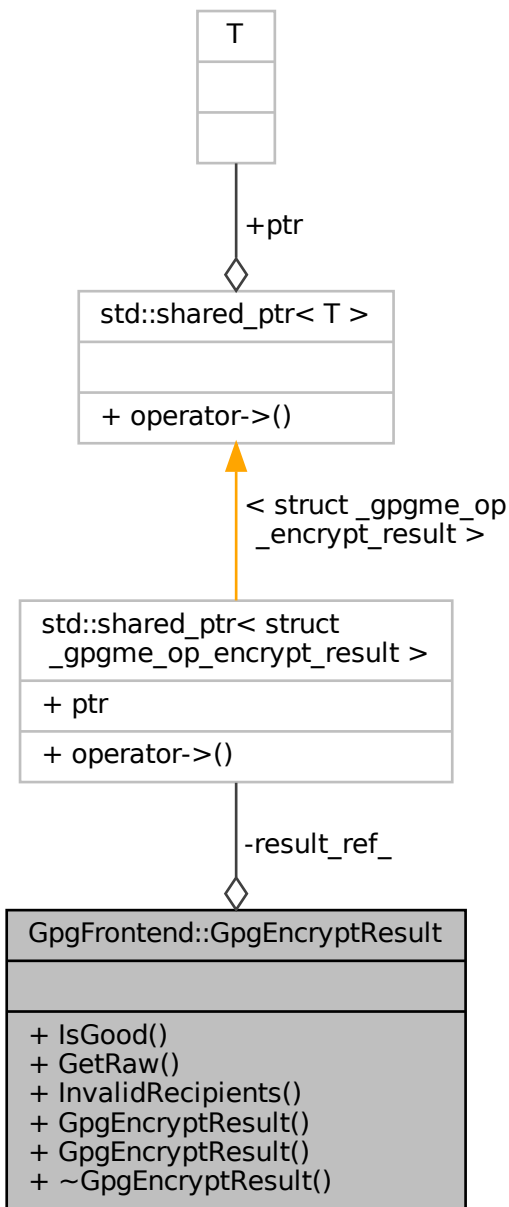 T
+ptr
std::shared_ptr< T >
+ operator->()
< struct _gpgme_op
_encrypt_result >
std::shared_ptr< struct
_gpgme_op_encrypt_result >
+ ptr
+ operator->()
-result_ref_
GpgFrontend::GpgEncryptResult
+ IsGood()
+ GetRaw()
+ InvalidRecipients()
+ GpgEncryptResult()
+ GpgEncryptResult()
+ ~GpgEncryptResult()